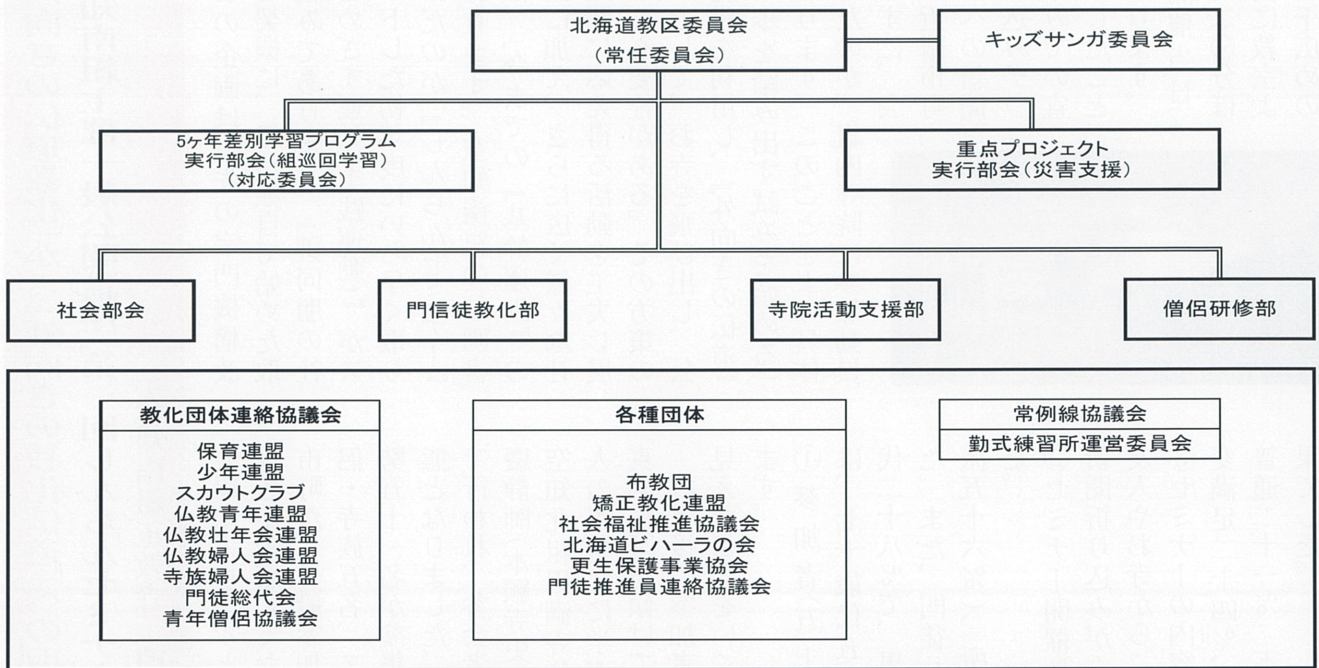 北海道教区委員会
(常任委員会)
キッズサンガ委員会
5ヶ年差別学習プログラム
実行部会(組巡回学習)
(対応委員会)
重点プロジェクト
実行部会(災害支援)
社会部会
門信徒教化部
寺院活動支援部
僧侶研修部
教化団体連絡協議会
保育連盟
少年連盟
スカウトクラブ
仏教青年連盟
仏教壮年会連盟
仏教婦人会連盟
寺族婦人会連盟
門徒総代会
青年僧侶協議会
各種団体
布教団
矯正教化連盟
社会福祉推進協議会
北海道ビハーラの会
更生保護事業協会
門徒推進員連絡協議会
常例線協議会
勤式練習所運営委員会